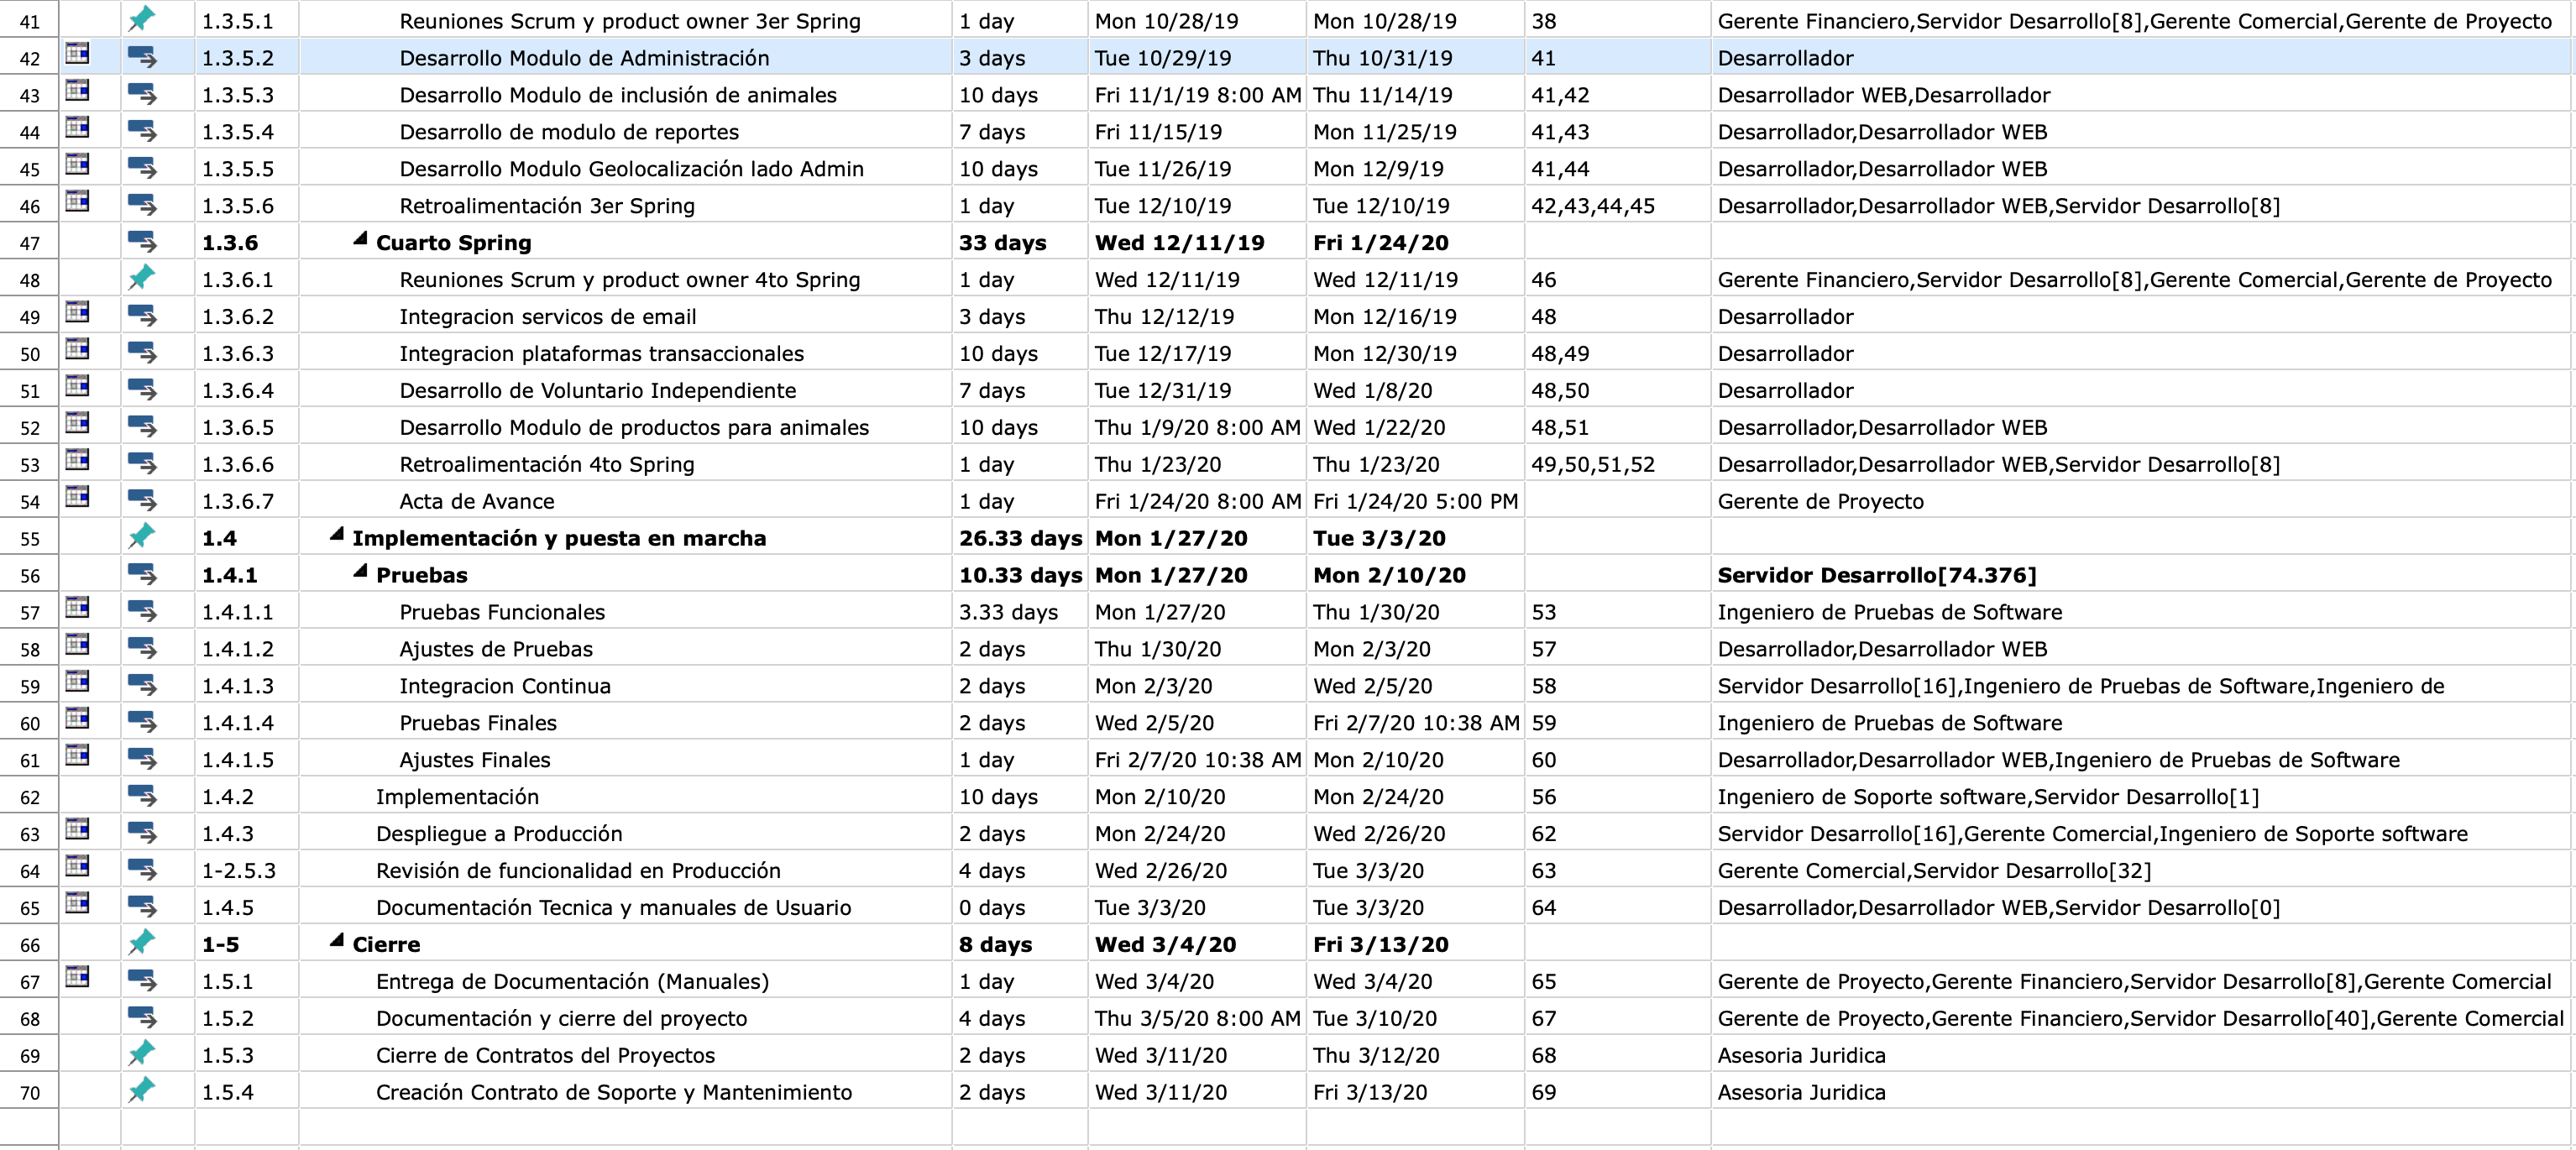 41 1.3.5.1 Reuniones Scrum y product owner 3er Spring 1 day Mon 10/28/19 Mon 10/28/19 38 Gerente Financiero,Servidor Desarrollo[8],Gerente Comercial,Gerente de Proyecto
42 1.3.5.2 Desarrollo Modulo de Administración 3 days Tue 10/29/19 Thu 10/31/19 41 Desarrollador
43 1.3.5.3 Desarrollo Modulo de inclusión de animales 10 days Fri 11/1/19 8:00 AM Thu 11/14/19 41,42 Desarrollador WEB,Desarrollador
44 1.3.5.4 Desarrollo de modulo de reportes 7 days Fri 11/15/19 Mon 11/25/19 41,43 Desarrollador,Desarrollador WEB
45 1.3.5.5 Desarrollo Modulo Geolocalización lado Admin 10 days Tue 11/26/19 Mon 12/9/19 41,44 Desarrollador,Desarrollador WEB
46 1.3.5.6 Retroalimentación 3er Spring 1 day Tue 12/10/19 Tue 12/10/19 42,43,44,45 Desarrollador,Desarrollador WEB,Servidor Desarrollo[8]
47 1.3.6 Cuarto Spring 33 days Wed 12/11/19 Fri 1/24/20
48 1.3.6.1 Reuniones Scrum y product owner 4to Spring 1 day Wed 12/11/19 Wed 12/11/19 46 Gerente Financiero,Servidor Desarrollo[8],Gerente Comercial,Gerente de Proyecto
49 1.3.6.2 Integracion servicos de email 3 days Thu 12/12/19 Mon 12/16/19 48 Desarrollador
50 1.3.6.3 Integracion plataformas transaccionales 10 days Tue 12/17/19 Mon 12/30/19 48,49 Desarrollador
51 1.3.6.4 Desarrollo de Voluntario Independiente 7 days Tue 12/31/19 Wed 1/8/20 48,50 Desarrollador
52 1.3.6.5 Desarrollo Modulo de productos para animales 10 days Thu 1/9/20 8:00 AM Wed 1/22/20 48,51 Desarrollador,Desarrollador WEB
53 1.3.6.6 Retroalimentación 4to Spring 1 day Thu 1/23/20 Thu 1/23/20 49,50,51,52 Desarrollador,Desarrollador WEB,Servidor Desarrollo[8]
54 1.3.6.7 Acta de Avance 1 day Fri 1/24/20 8:00 AM Fri 1/24/20 5:00 PM Gerente de Proyecto
55 1.4 Implementación y puesta en marcha 26.33 days Mon 1/27/20 Tue 3/3/20
56 1.4.1 Pruebas 10.33 days Mon 1/27/20 Mon 2/10/20 Servidor Desarrollo[74.376]
57 1.4.1.1 Pruebas Funcionales 3.33 days Mon 1/27/20 Thu 1/30/20 53 Ingeniero de Pruebas de Software
58 1.4.1.2 Ajustes de Pruebas 2 days Thu 1/30/20 Mon 2/3/20 57 Desarrollador,Desarrollador WEB
59 1.4.1.3 Integracion Continua 2 days Mon 2/3/20 Wed 2/5/20 58 Servidor Desarrollo[16],Ingeniero de Pruebas de Software,Ingeniero de
60 1.4.1.4 Pruebas Finales 2 days Wed 2/5/20 Fri 2/7/20 10:38 AM 59 Ingeniero de Pruebas de Software
61 1.4.1.5 Ajustes Finales 1 day Fri 2/7/20 10:38 AM Mon 2/10/20 60 Desarrollador,Desarrollador WEB,Ingeniero de Pruebas de Software
62 1.4.2 Implementación 10 days Mon 2/10/20 Mon 2/24/20 56 Ingeniero de Soporte software,Servidor Desarrollo[1]
63 1.4.3 Despliegue a Producción 2 days Mon 2/24/20 Wed 2/26/20 62 Servidor Desarrollo[16],Gerente Comercial,Ingeniero de Soporte software
64 1-2.5.3 Revisión de funcionalidad en Producción 4 days Wed 2/26/20 Tue 3/3/20 63 Gerente Comercial,Servidor Desarrollo[32]
65 1.4.5 Documentación Tecnica y manuales de Usuario 0 days Tue 3/3/20 Tue 3/3/20 64 Desarrollador,Desarrollador WEB,Servidor Desarrollo[0]
66 1-5 Cierre 8 days Wed 3/4/20 Fri 3/13/20
67 1.5.1 Entrega de Documentación (Manuales) 1 day Wed 3/4/20 Wed 3/4/20 65 Gerente de Proyecto,Gerente Financiero,Servidor Desarrollo[8],Gerente Comercial
68 1.5.2 Documentación y cierre del proyecto 4 days Thu 3/5/20 8:00 AM Tue 3/10/20 67 Gerente de Proyecto,Gerente Financiero,Servidor Desarrollo[40],Gerente Comercial
69 1.5.3 Cierre de Contratos del Proyectos 2 days Wed 3/11/20 Thu 3/12/20 68 Asesoria Juridica
70 1.5.4 Creación Contrato de Soporte y Mantenimiento 2 days Wed 3/11/20 Fri 3/13/20 69 Asesoria Juridica